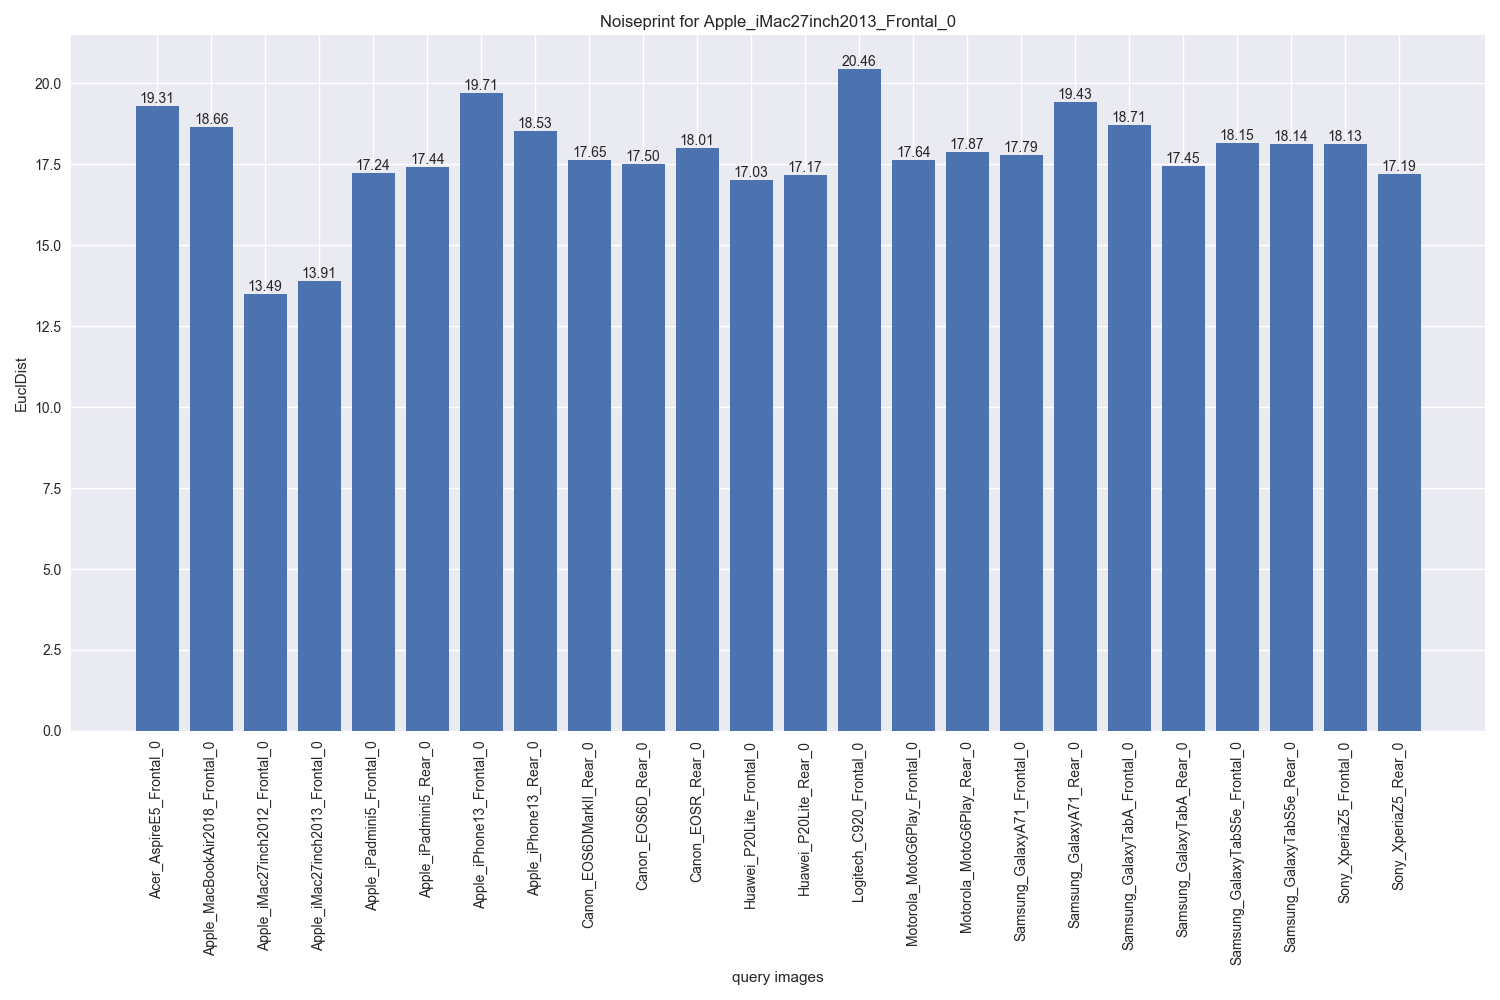 Noiseprint for Apple_iMac27inch2013_Frontal_0
EuclDist
20.0
17.5
15.0
12.5
10.0
7.5
5.0
2.5
0.0
19.31
18.66
13.49
13.91
17.24
17.44
19.71
18.53
17.65
17.50
18.01
17.03
17.17
20.46
17.64
17.87
17.79
19.43
18.71
17.45
18.15
18.14
18.13
17.19
Acer_AspireE5_Frontal_0
Apple_MacBookAir2018_Frontal_0
Apple_iMac27inch2012_Frontal_0
Apple_iMac27inch2013_Frontal_0
Apple_iPadmini5_Frontal_0
Apple_iPadmini5_Rear_0
Apple_iPhone13_Frontal_0
Apple_iPhone13_Rear_0
Canon_EOS6DMarkII_Rear_0
Canon_EOS6D_Rear_0
Canon_EOSR_Rear_0
Huawei_P20Lite_Frontal_0
Huawei_P20Lite_Rear_0
Logitech_C920_Frontal_0
Motorola_MotoG6Play_Frontal_0
Motorola_MotoG6Play_Rear_0
Samsung_GalaxyA71_Frontal_0
Samsung_GalaxyA71_Rear_0
Samsung_GalaxyTabA_Frontal_0
Samsung_GalaxyTabA_Rear_0
Samsung_GalaxyTabS5e_Frontal_0
Samsung_GalaxyTabS5e_Rear_0
Sony_XperiaZ5_Frontal_0
Sony_XperiaZ5_Rear_0
query images